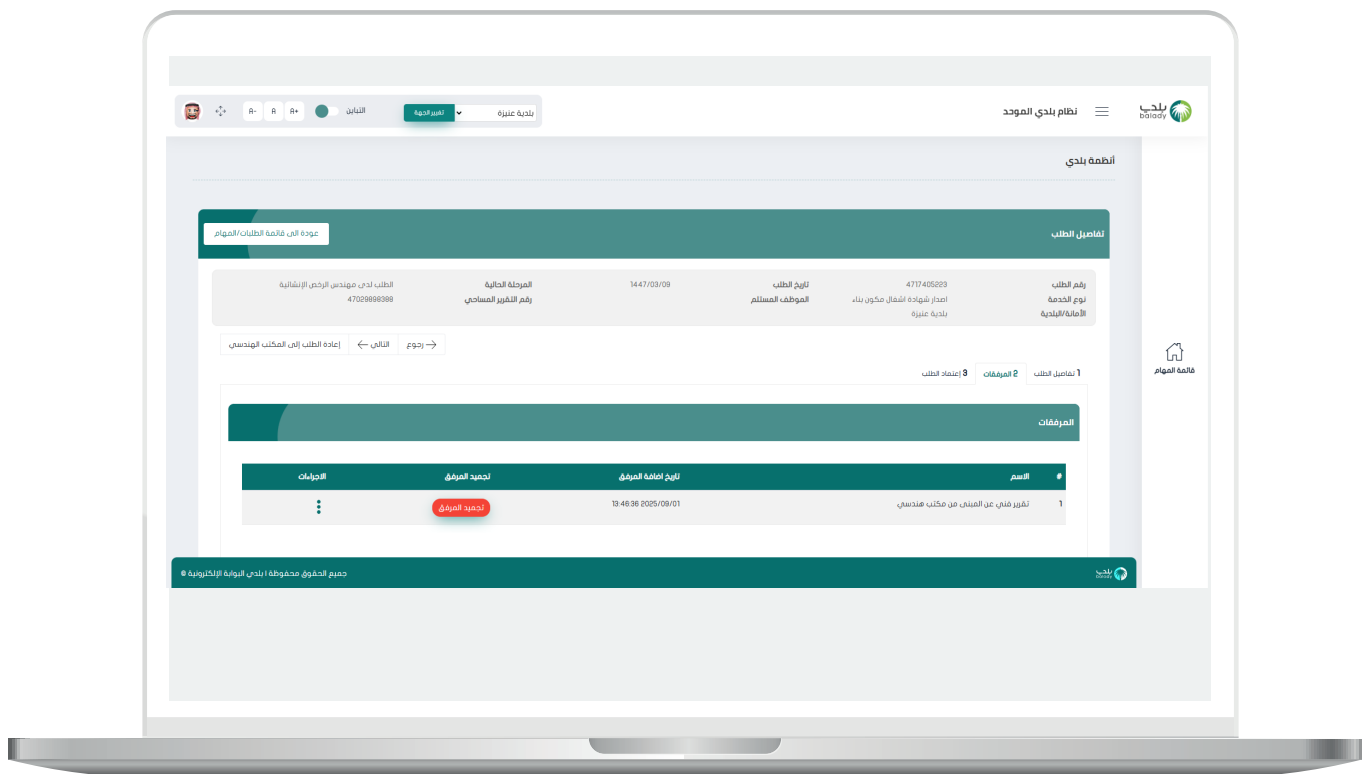 بلدي
balady
نظام بلدي الموحد
بلدية عنيزة
تغيير الجهة
التباين
A+ A A-
أنظمة بلدي
قائمة المهام
تفاصيل الطلب
عودة الى قائمة الطلبات/المهام
رقم الطلب 4717405223 تاريخ الطلب 1447/03/09 المرحلة الحالية الطلب لدى مهندس الرخص الإنشائية
نوع الخدمة اصدار شهادة اشغال مكون بناء الموظف المستلم رقم التقرير المساحي 47029898389
الأمانة/البلدية بلدية عنيزة
رجوع التالي إعادة الطلب إلى المكتب الهندسي
1 تفاصيل الطلب 2 المرفقات 3 إعتماد الطلب
المرفقات
# الاسم تاريخ اضافة المرفق تجميد المرفق الاجراءات
1 تقرير فني عن المبنى من مكتب هندسي 13:46:36 2025/09/01 تجميد المرفق
بلدي
balady
جميع الحقوق محفوظة | بلدي البوابة الإلكترونية ©